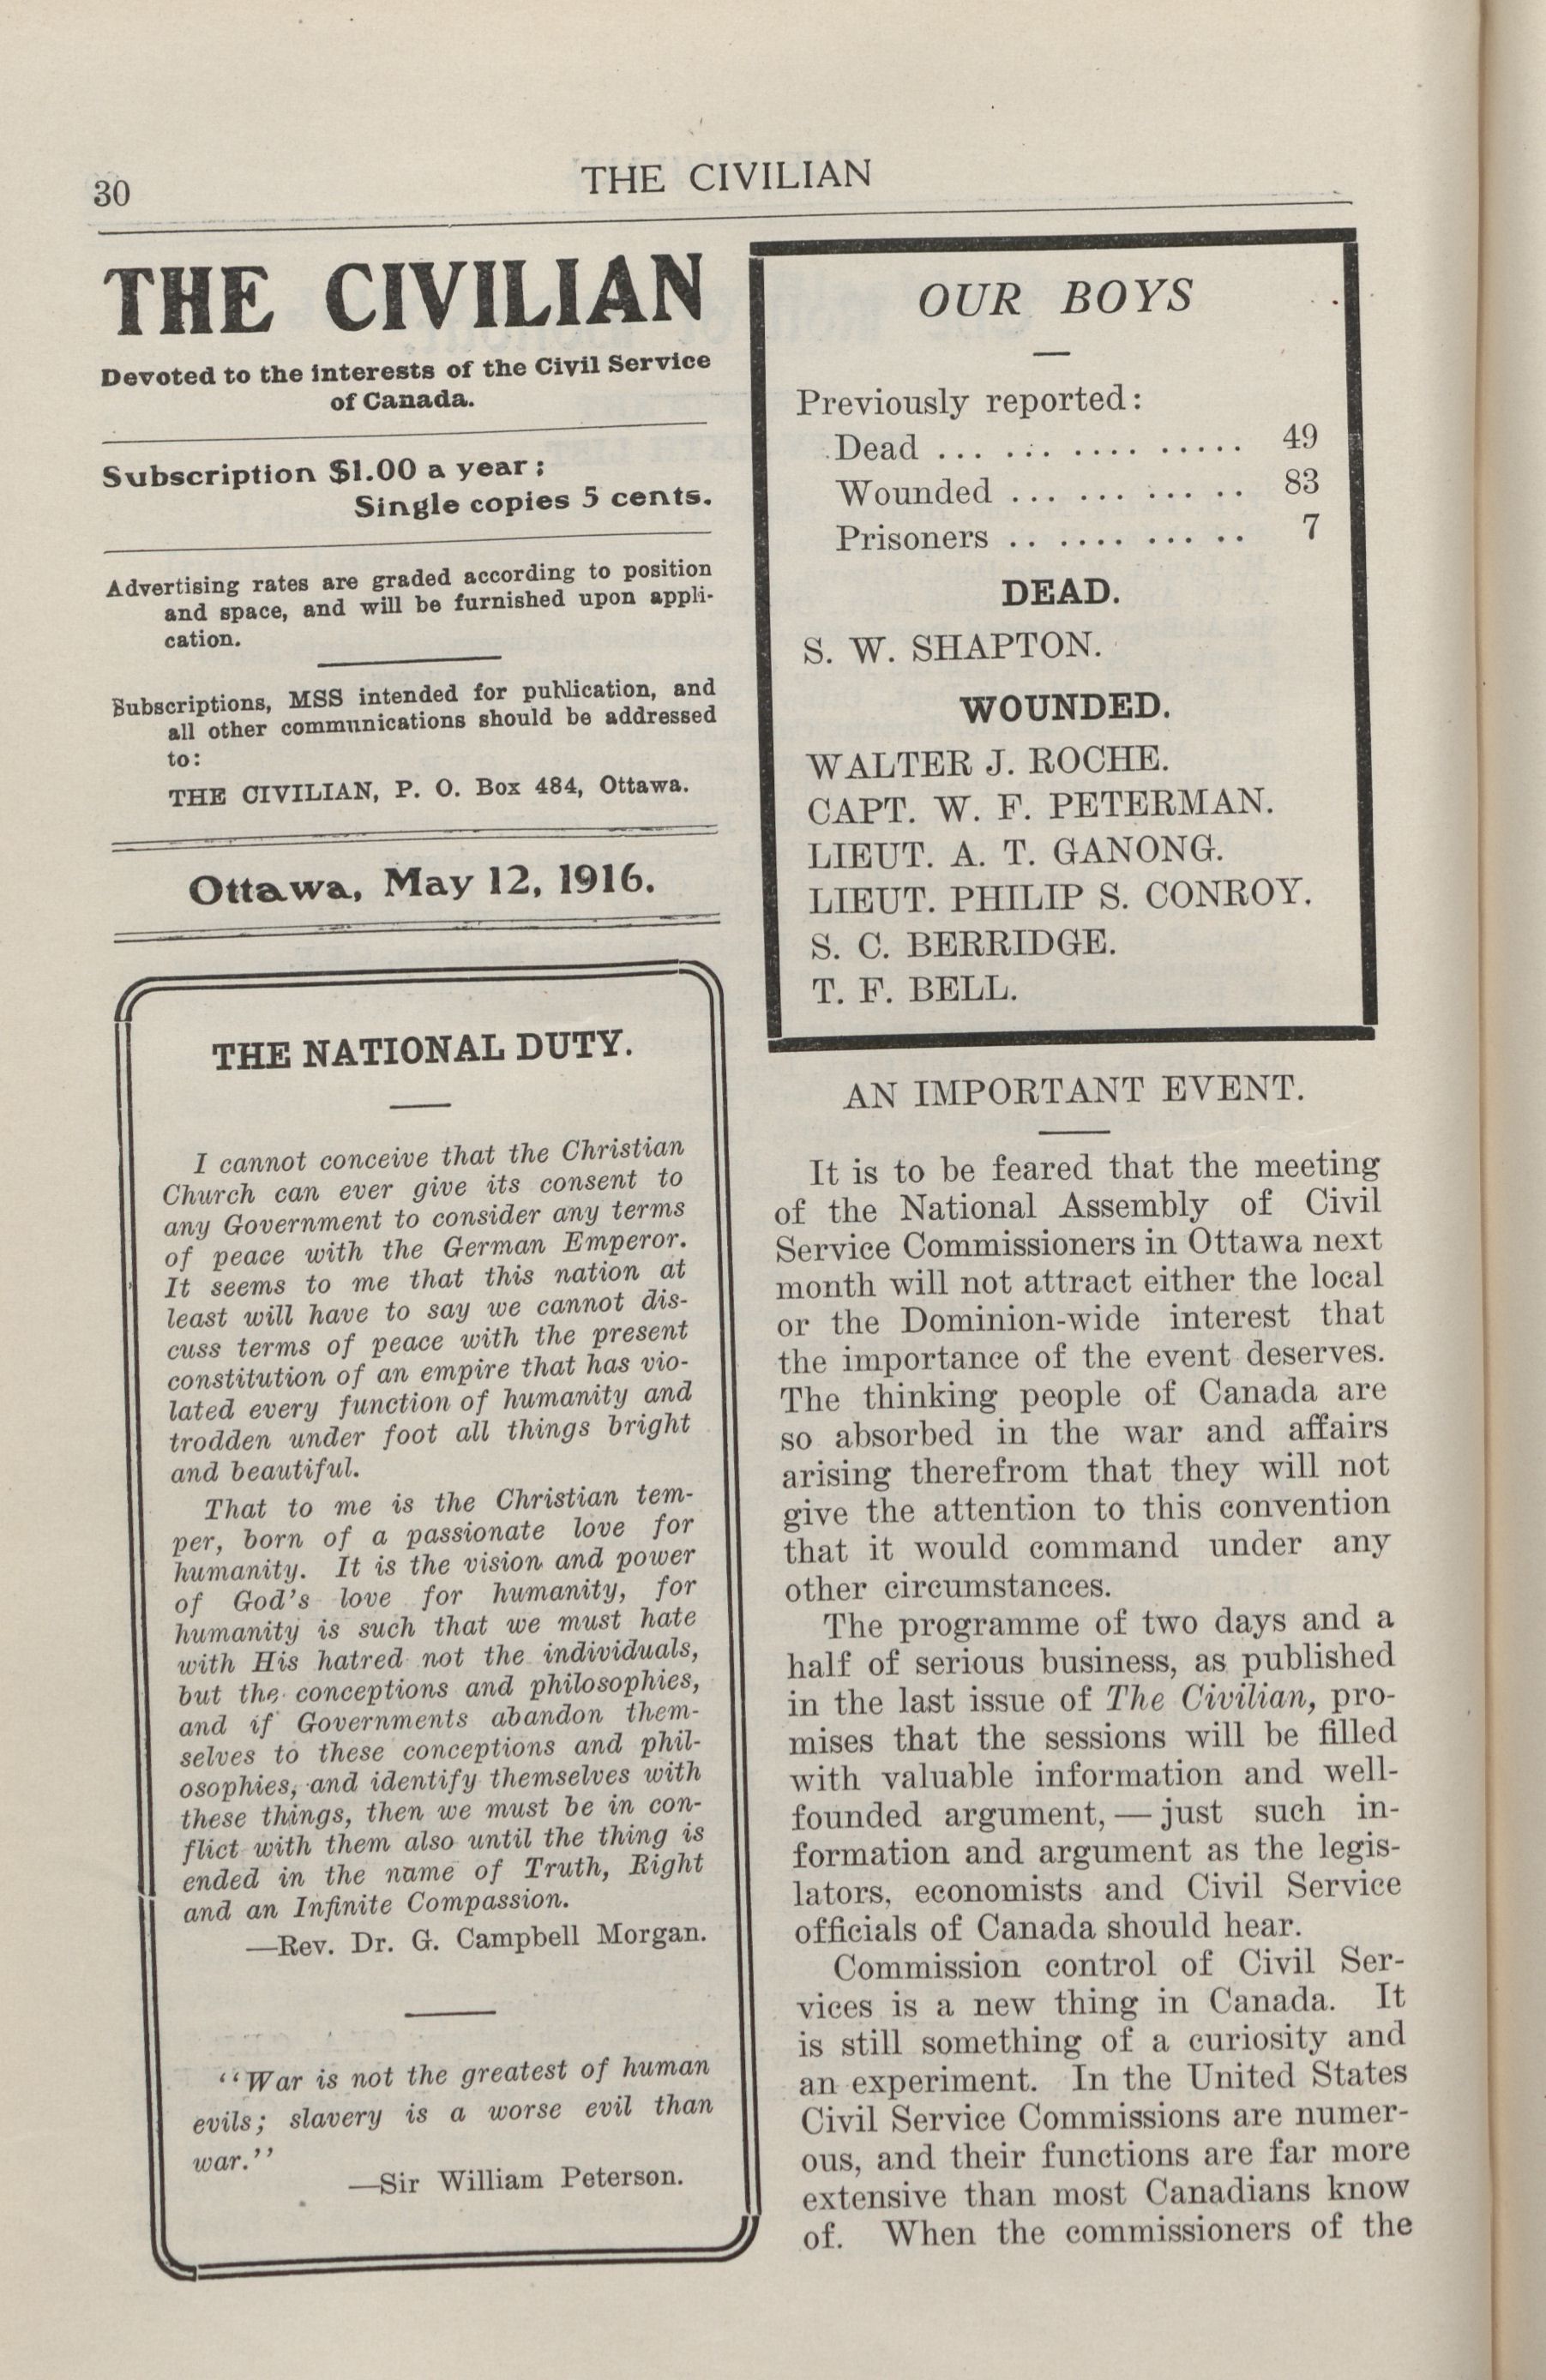 30
THE CIVILIAN
THE CIVILIAN
Devoted to the interests of the Civil Service
of Canada.
Subscription $1.00 a year;
Single copies 5 cents.
Advertising rates are graded according to position
and space, and will be furnished upon appli-
cation.
Subscriptions, MSS intended for publication, and
all other communications should be addressed
to:
THE CIVILIAN, P. O. Box 484, Ottawa.
Ottawa, May 12, 1916.
THE NATIONAL DUTY.
I cannot conceive that the Christian
Church can ever give its consent to
any Government to consider any terms
of peace with the German Emperor.
It seems to me that this nation at
least will have to say we cannot dis-
cuss terms of peace with the present
constitution of an empire that has vio-
lated every function of humanity and
trodden under foot all things bright
and beautiful.
That to me is the Christian tem-
per, born of a passionate love for
humanity. It is the vision and power
of God's love for humanity, for
humanity is such that we must hate
with His hatred not the individuals,
but the conceptions and philosophies,
and if Governments abandon them-
selves to these conceptions and phil-
osophies, and identify themselves with
these things, then we must be in con-
flict with them also until the thing is
ended in the name of Truth, Right
and an Infinite Compassion.
—Rev. Dr. G. Campbell Morgan.
"War is not the greatest of human
evils; slavery is a worse evil than
war."
—Sir William Peterson.
OUR BOYS
Previously reported:
Dead ... ... .... ..... 49
Wounded ... ... ... .. 83
Prisoners .. .... ... .. 7
DEAD.
S. W. SHAPTON.
WOUNDED.
WALTER J. ROCHE.
CAPT. W. F. PETERMAN.
LIEUT. A. T. GANONG.
LIEUT. PHILIP S. CONROY.
S. C. BERRIDGE.
T. F. BELL.
AN IMPORTANT EVENT.
It is to be feared that the meeting
of the National Assembly of Civil
Service Commissioners in Ottawa next
month will not attract either the local
or the Dominion-wide interest that
the importance of the event deserves.
The thinking people of Canada are
so absorbed in the war and affairs
arising therefrom that they will not
give the attention to this convention
that it would command under any
other circumstances.
The programme of two days and a
half of serious business, as published
in the last issue of The Civilian, pro-
mises that the sessions will be filled
with valuable information and well-
founded argument, — just such in-
formation and argument as the legis-
lators, economists and Civil Service
officials of Canada should hear.
Commission control of Civil Ser-
vices is a new thing in Canada. It
is still something of a curiosity and
an experiment. In the United States
Civil Service Commissions are numer-
ous, and their functions are far more
extensive than most Canadians know
of. When the commissioners of the